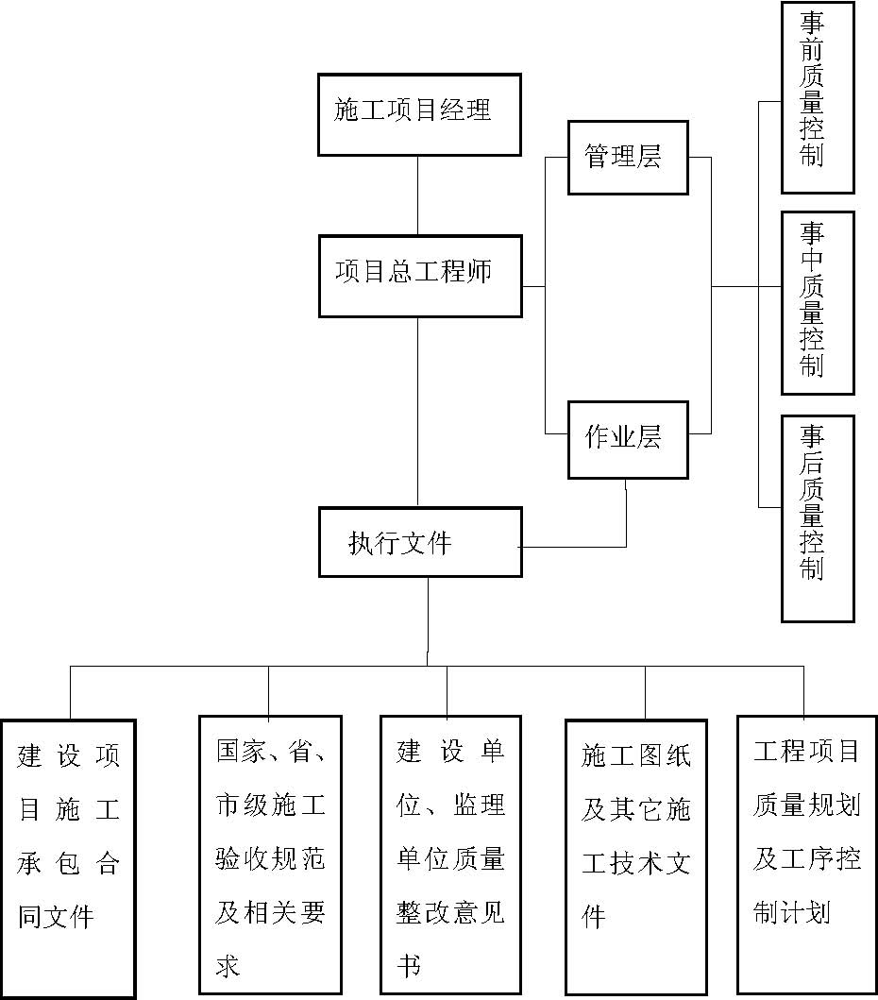 施工项目经理
管理层
项目总工程师
作业层
执行文件
事前质量控制
事中质量控制
事后质量控制
建设项
目施工
承包合
同文件
国家、省、
市级施工
验收规范
及相关要
求
建设单
位、监理
单位质量
整改意见
书
施工图纸
及其它施
工技术文
件
工程项目
质量规划
及工序控
制计划